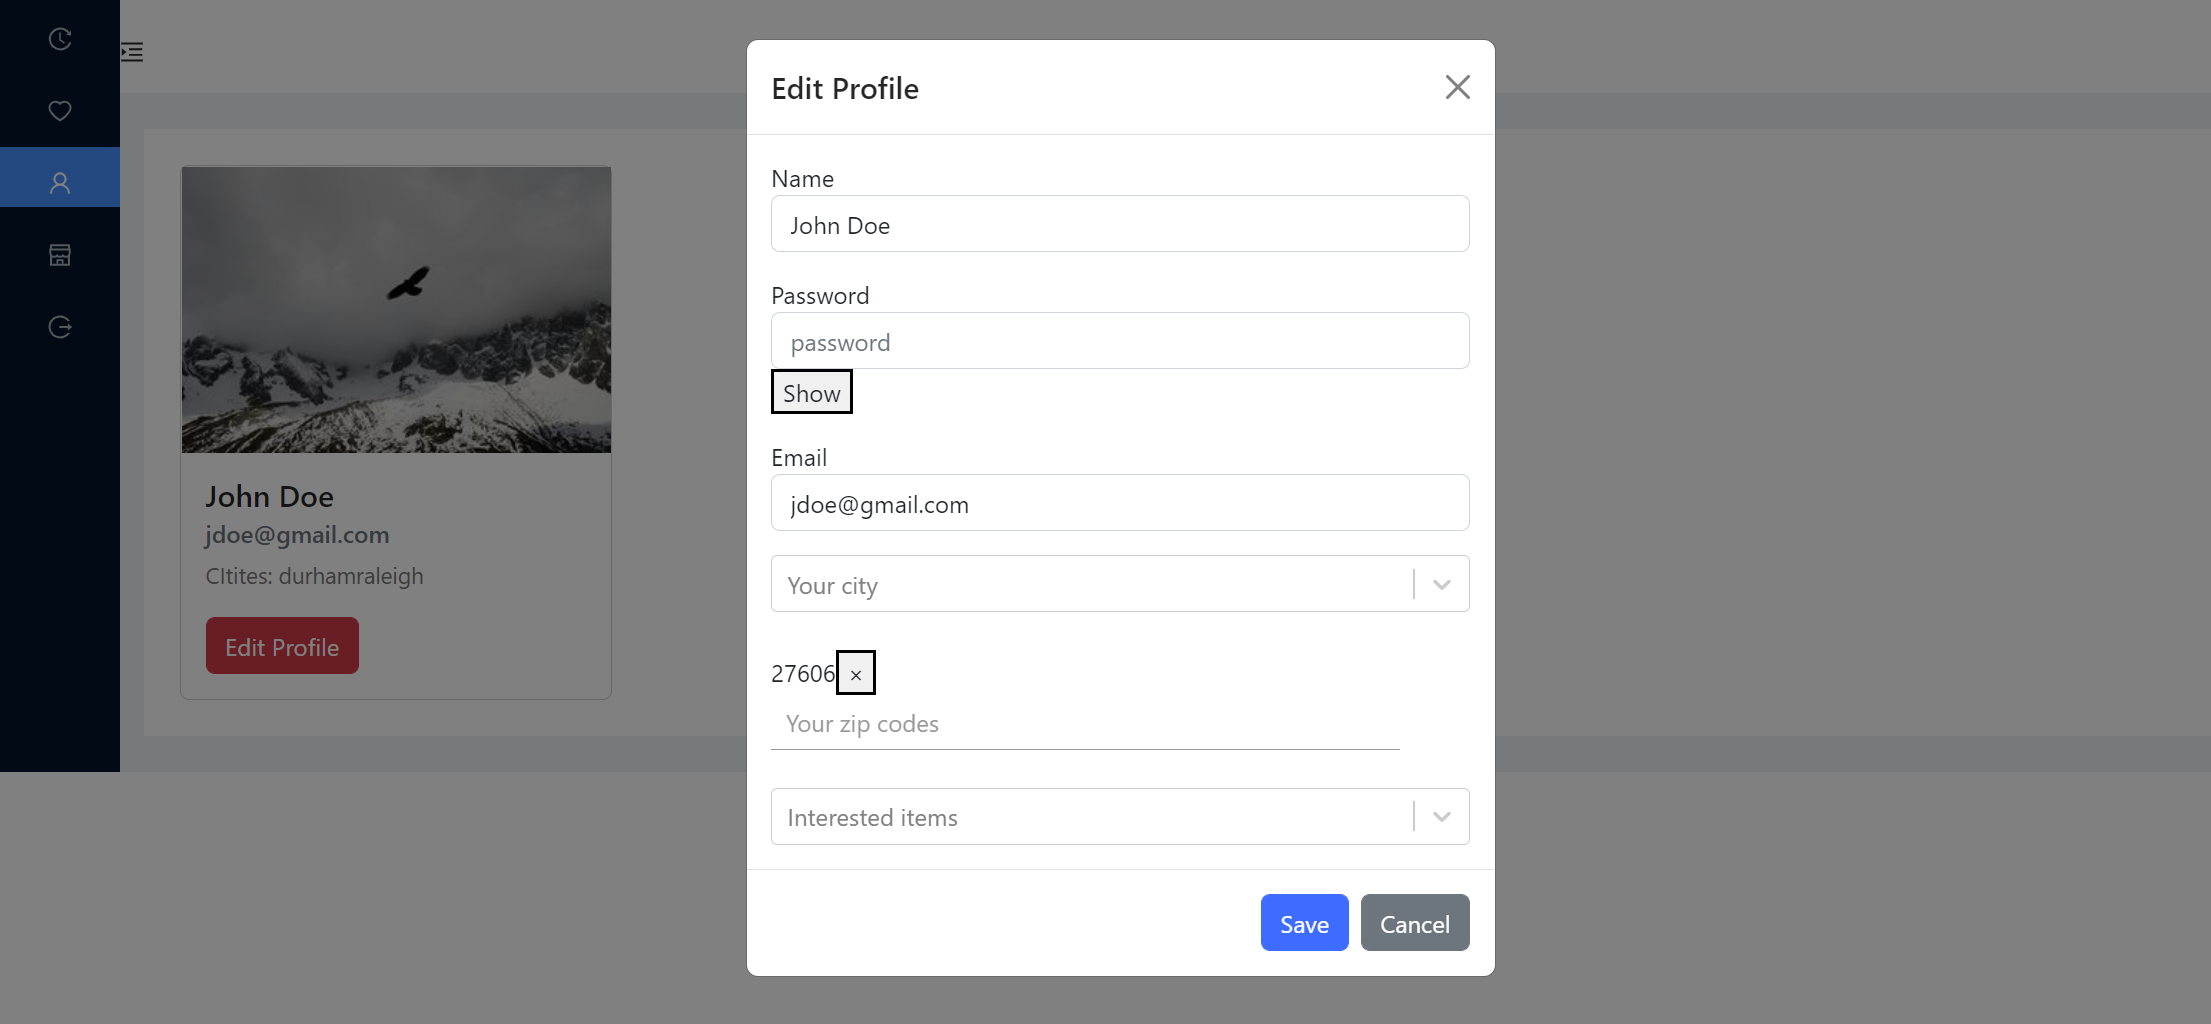 Edit Profile
Name
John Doe
Password
password
Show
Email
jdoe@gmail.com
Your city
27606 ×
Your zip codes
Interested items
Save Cancel
John Doe
jdoe@gmail.com
CItites: durhamraleigh
Edit Profile